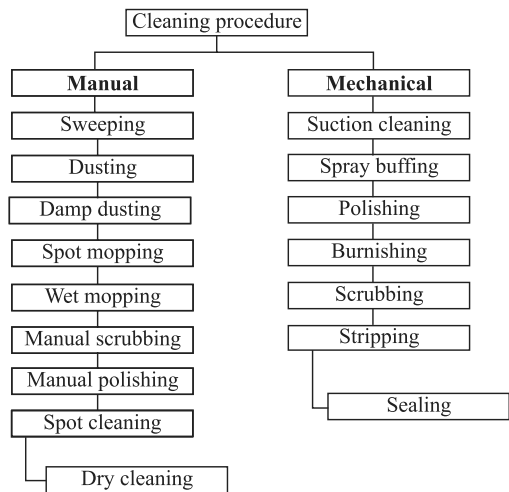 Cleaning procedure
Manual
Sweeping
Dusting
Damp dusting
Spot mopping
Wet mopping
Manual scrubbing
Manual polishing
Spot cleaning
Dry cleaning
Mechanical
Suction cleaning
Spray buffing
Polishing
Burnishing
Scrubbing
Stripping
Sealing